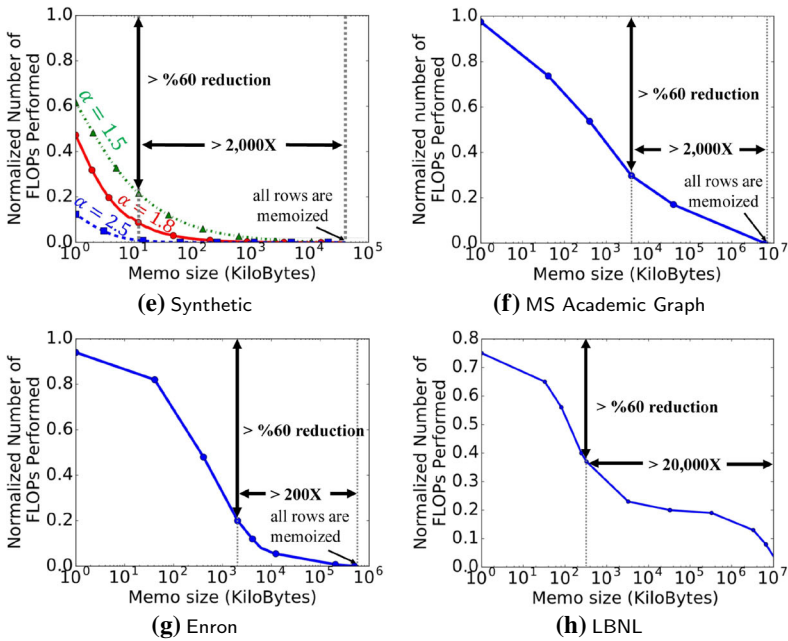 Normalized Number of
FLOPs Performed
1.0
0.8
0.6
0.4
0.2
0.0
> %60 reduction
> 2,000X
α = 1.5
α = 1.8
α = 2.5
all rows are
memoized
10^0 10^1 10^2 10^3 10^4 10^5
Memo size (KiloBytes)
(e) Synthetic
Normalized number of
FLOPs Performed
1.0
0.8
0.6
0.4
0.2
0.0
> %60 reduction
> 2,000X
all rows are
memoized
10^0 10^1 10^2 10^3 10^4 10^5 10^6 10^7
Memo size (KiloBytes)
(f) MS Academic Graph
Normalized Number of
FLOPs Performed
1.0
0.8
0.6
0.4
0.2
0.0
> %60 reduction
> 200X
all rows are
memoized
10^0 10^1 10^2 10^3 10^4 10^5 10^6
Memo size (KiloBytes)
(g) Enron
Normalized Number of
FLOPs Performed
0.8
0.7
0.6
0.5
0.4
0.3
0.2
0.1
0.0
> %60 reduction
> 20,000X
10^0 10^1 10^2 10^3 10^4 10^5 10^6 10^7
Memo size (KiloBytes)
(h) LBNL